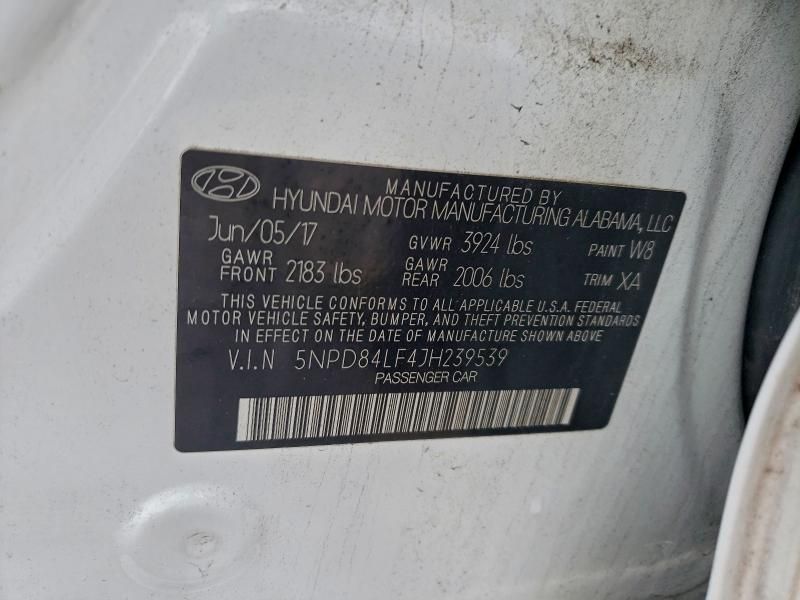 MANUFACTURED BY
HYUNDAI MOTOR MANUFACTURING ALABAMA, LLC
Jun/05/17 GVWR 3924 lbs PAINT W8
GAWR FRONT 2183 lbs GAWR REAR 2006 lbs TRIM XA
THIS VEHICLE CONFORMS TO ALL APPLICABLE U.S.A. FEDERAL
MOTOR VEHICLE SAFETY, BUMPER, AND THEFT PREVENTION STANDARDS
IN EFFECT ON THE DATE OF MANUFACTURE SHOWN ABOVE
V.I.N 5NPD84LF4JH239539
PASSENGER CAR